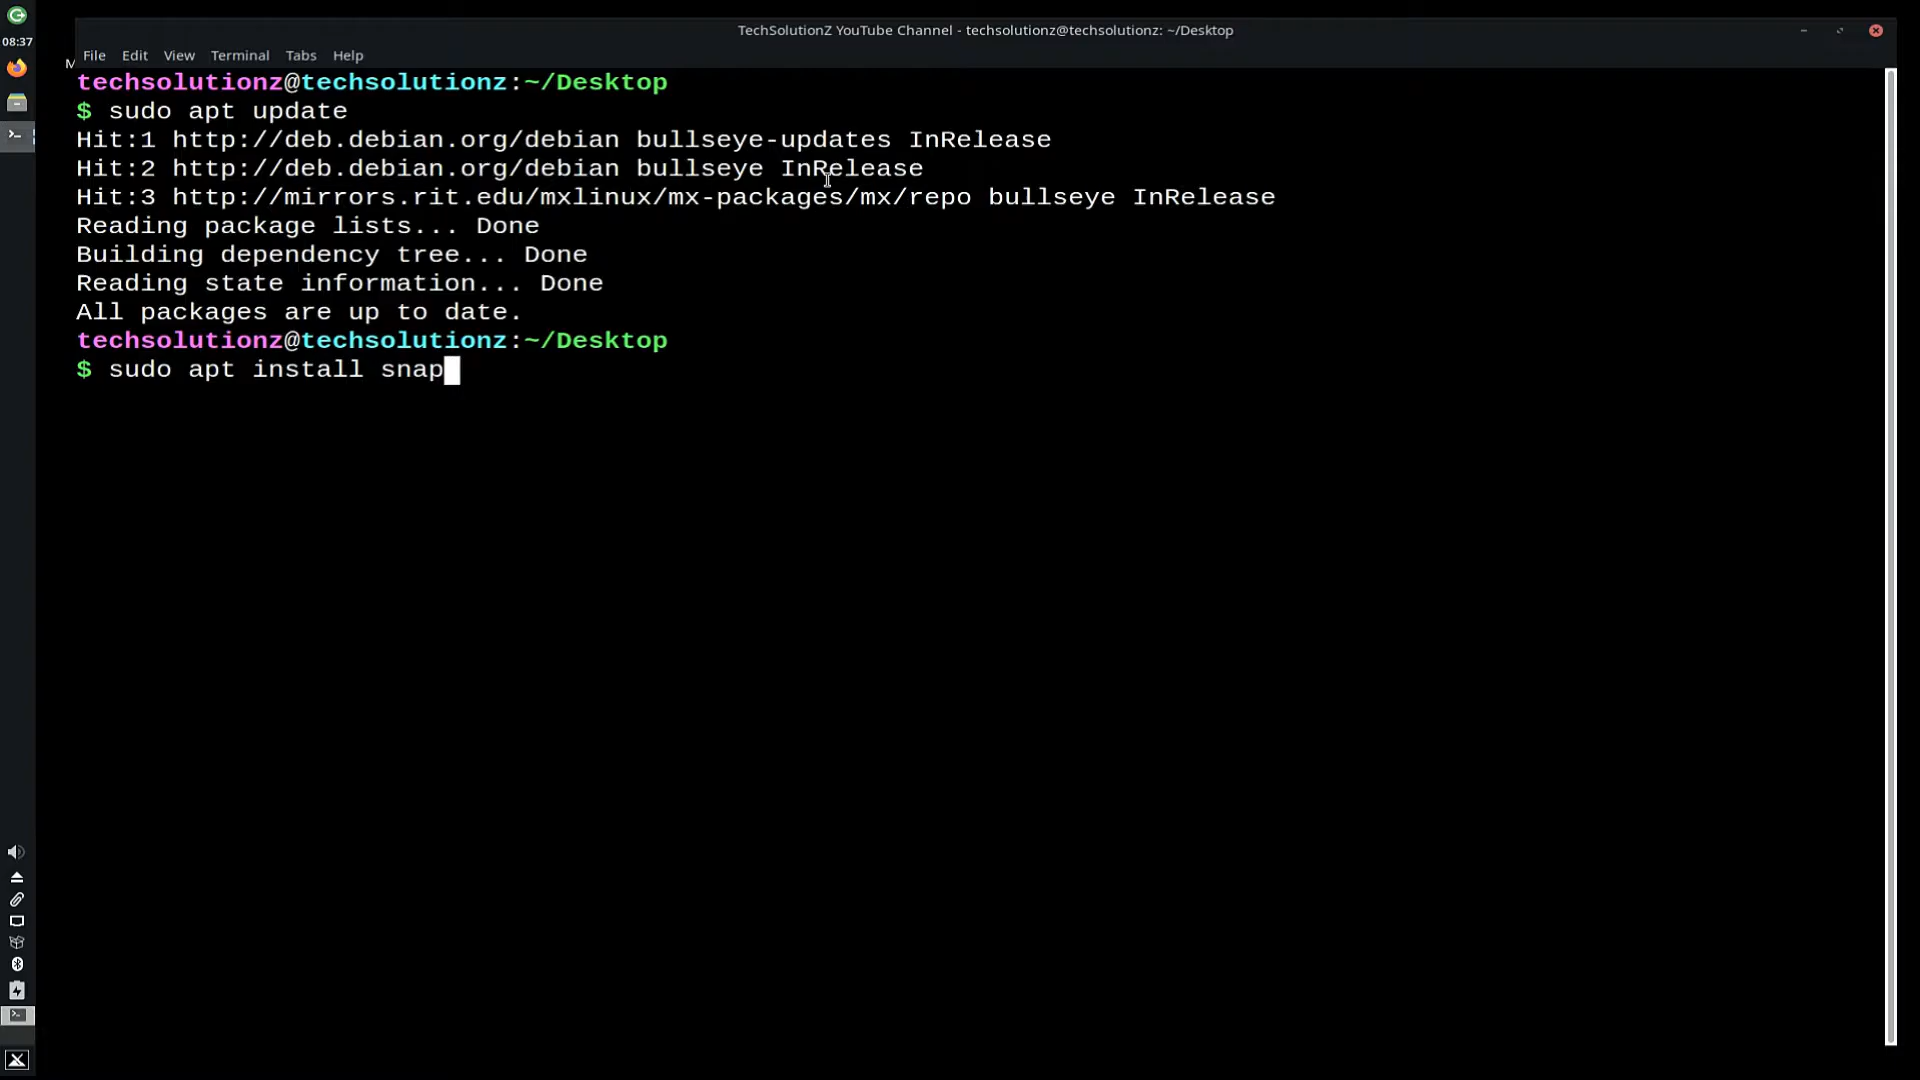 TechSolutionZ YouTube Channel - techsolutionz@techsolutionz: ~/Desktop
08:37
File Edit View Terminal Tabs Help
M
techsolutionz@techsolutionz:~/Desktop
$ sudo apt update
Hit:1 http://deb.debian.org/debian bullseye-updates InRelease
Hit:2 http://deb.debian.org/debian bullseye InRelease
Hit:3 http://mirrors.rit.edu/mxlinux/mx-packages/mx/repo bullseye InRelease
Reading package lists... Done
Building dependency tree... Done
Reading state information... Done
All packages are up to date.
techsolutionz@techsolutionz:~/Desktop
$ sudo apt install snap